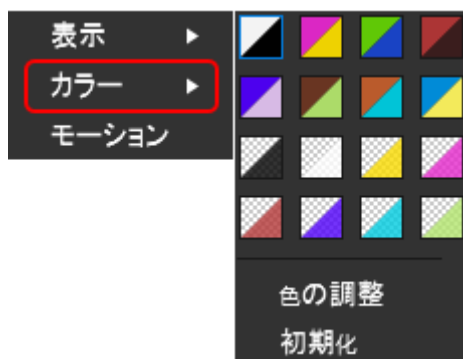 表示
カラー
モーション
色の調整
初期化